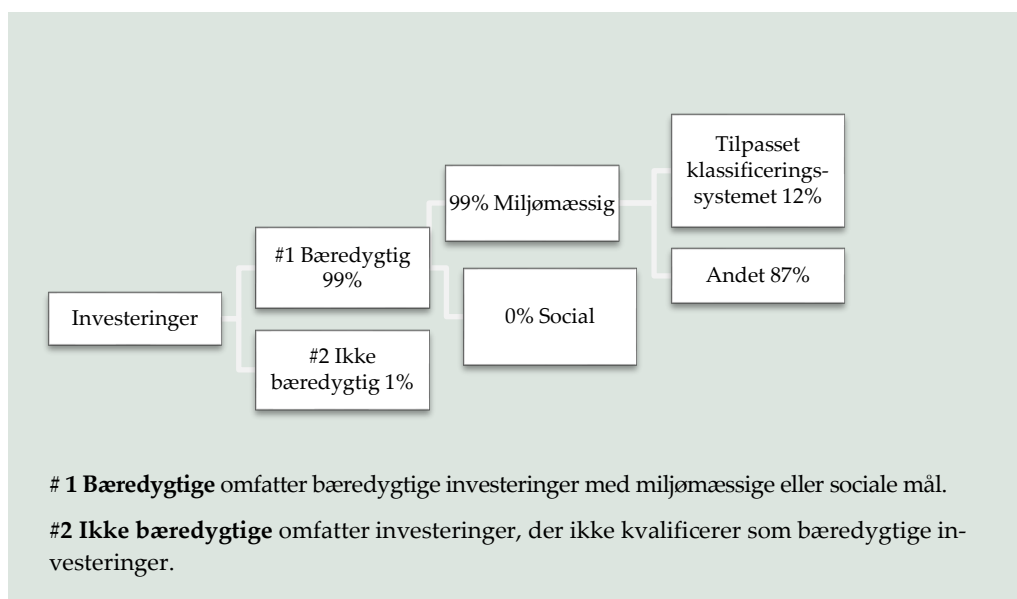 Investeringer
#1 Bæredygtig
99%
#2 Ikke
bæredygtig 1%
99% Miljømæssig
0% Social
Tilpasset
klassificerings-
systemet 12%
Andet 87%
# 1 Bæredygtige omfatter bæredygtige investeringer med miljømæssige eller sociale mål.
#2 Ikke bæredygtige omfatter investeringer, der ikke kvalificerer som bæredygtige in-
vesteringer.